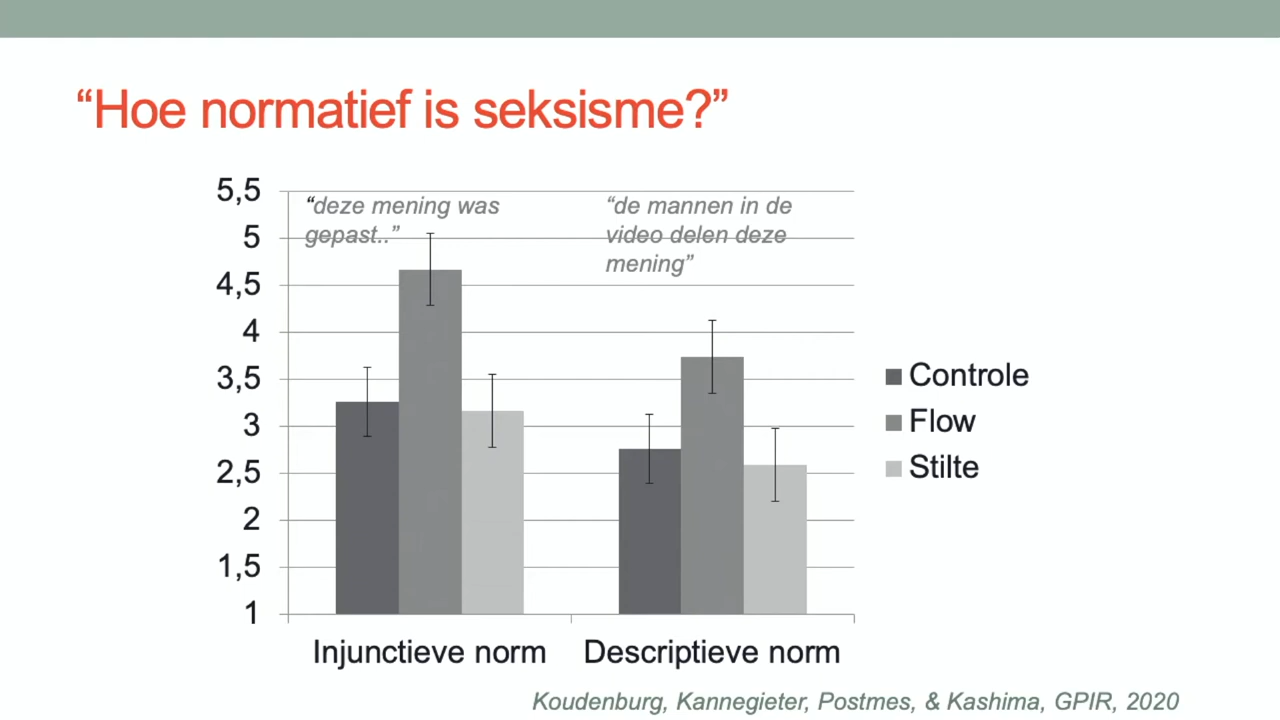 “Hoe normatief is seksisme?”
5,5
5
4,5
4
3,5
3
2,5
2
1,5
1
“deze mening was
gepast..”
“de mannen in de
video delen deze
mening”
Controle
Flow
Stilte
Injunctieve norm
Descriptieve norm
Koudenburg, Kannegieter, Postmes, & Kashima, GPIR, 2020